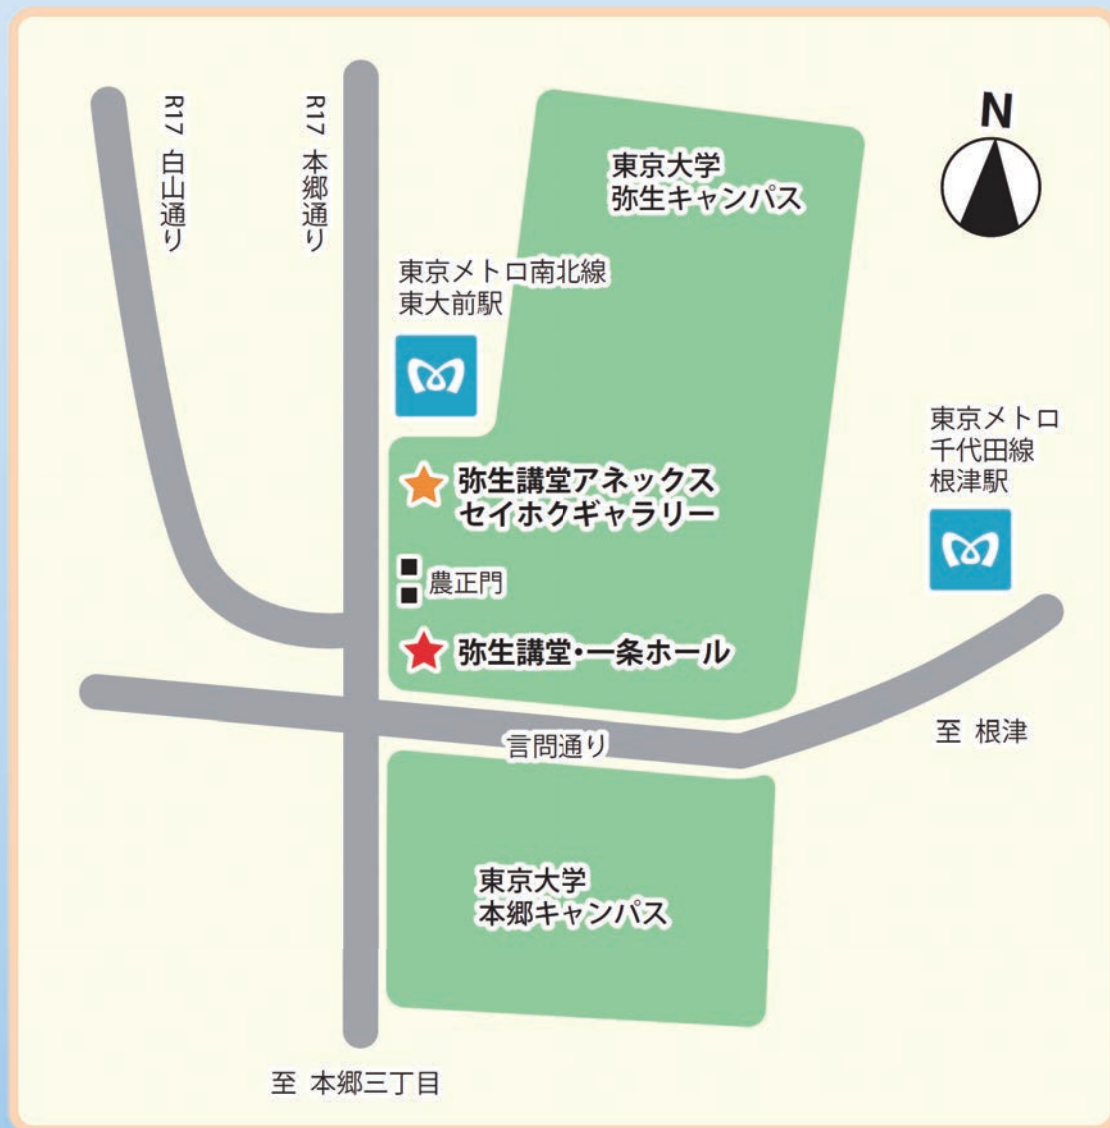 R17 白山通り
R17 本郷通り
東京大学
弥生キャンパス
N
東京メトロ南北線
東大前駅
東京メトロ
千代田線
根津駅
弥生講堂アネックス
セイホクギャラリー
農正門
弥生講堂・一条ホール
至 根津
言問通り
東京大学
本郷キャンパス
至 本郷三丁目